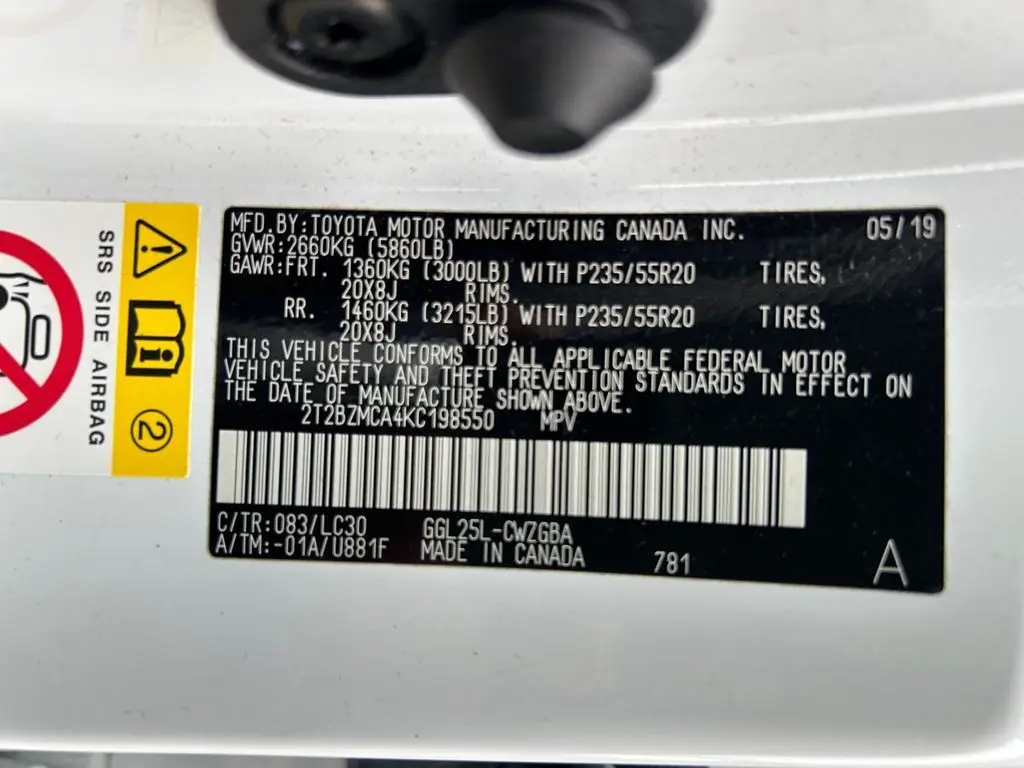 MFD.BY:TOYOTA MOTOR MANUFACTURING CANADA INC. 05/19
GVWR:2660KG (5860LB)
GAWR:FRT. 1360KG (3000LB) WITH P235/55R20 TIRES,
20X8J RIMS.
RR. 1460KG (3215LB) WITH P235/55R20 TIRES,
20X8J RIMS.
THIS VEHICLE CONFORMS TO ALL APPLICABLE FEDERAL MOTOR
VEHICLE SAFETY AND THEFT PREVENTION STANDARDS IN EFFECT ON
THE DATE OF MANUFACTURE SHOWN ABOVE.
2T2BZMCA4KC198550 MPV
C/TR:083/LC30 GGL25L-CWZGBA
A/TM:-01A/U881F MADE IN CANADA 781 A
SRS SIDE AIRBAG
2